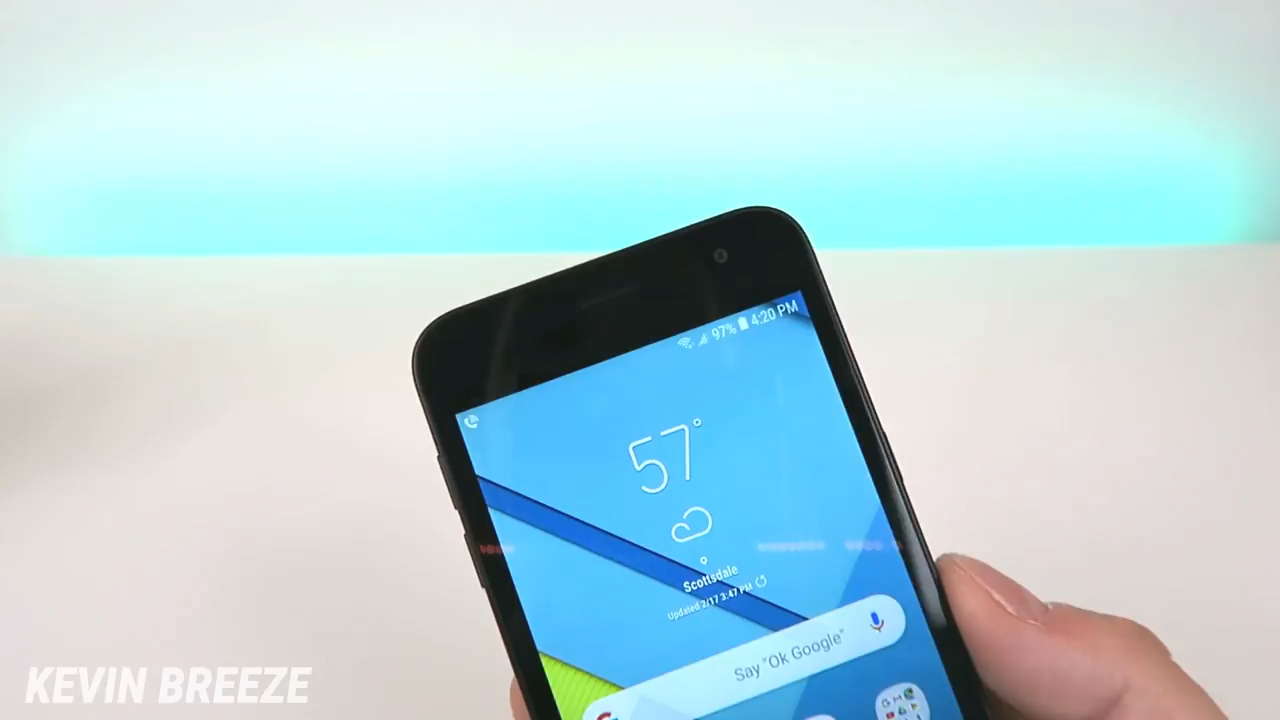 97% 4:20 PM
57°
Scottsdale
Updated 2/17 3:47 PM
Say "Ok Google"
KEVIN BREEZE